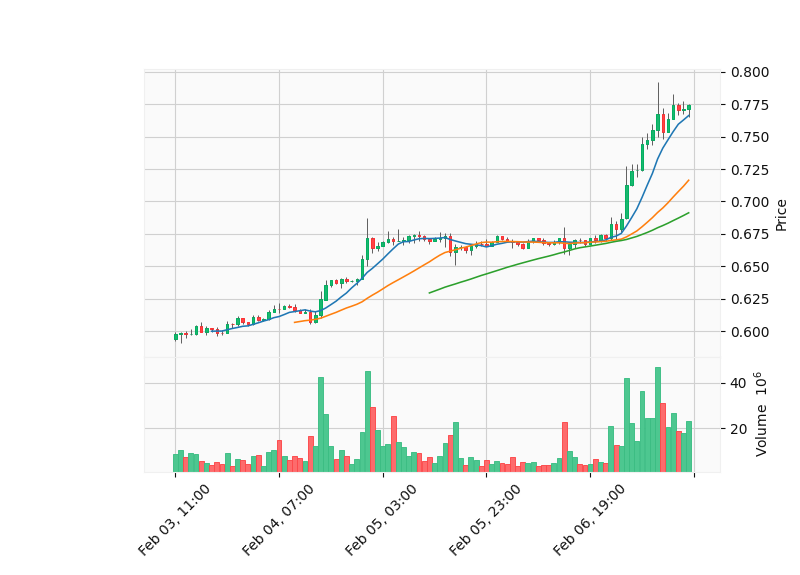 0.800
0.775
0.750
0.725
0.700
0.675
0.650
0.625
0.600
Price
40
20
Volume 10^6
Feb 03, 11:00
Feb 04, 07:00
Feb 05, 03:00
Feb 05, 23:00
Feb 06, 19:00